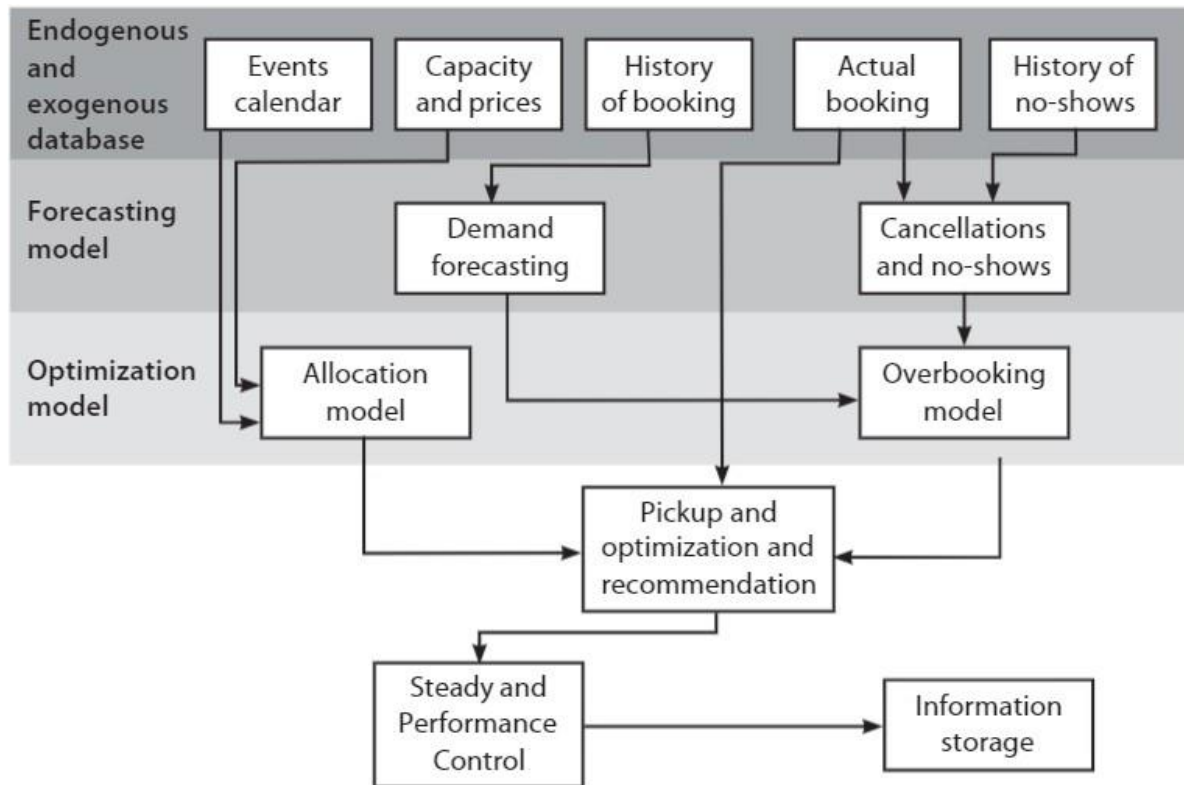 Endogenous
and
exogenous
database
Events
calendar
Capacity
and prices
History
of booking
Actual
booking
History of
no-shows
Forecasting
model
Demand
forecasting
Cancellations
and no-shows
Optimization
model
Allocation
model
Overbooking
model
Pickup and
optimization and
recommendation
Steady and
Performance
Control
Information
storage